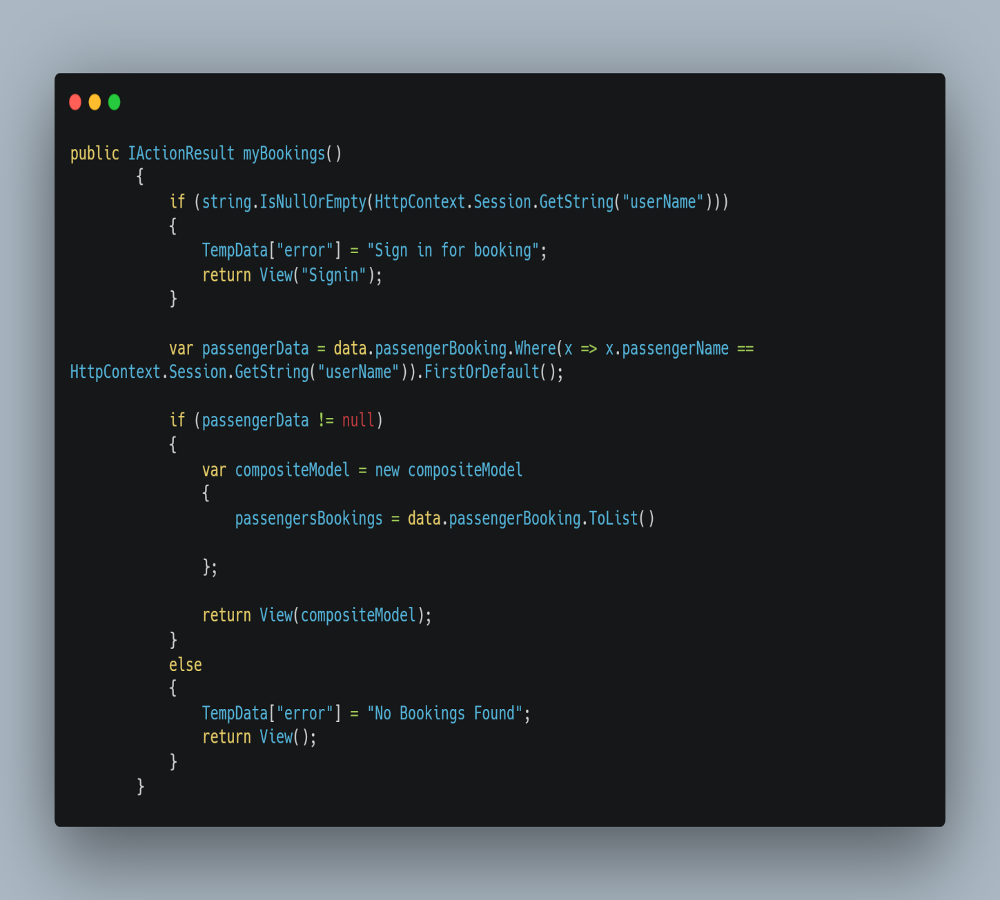 public IActionResult myBookings()
        {
            if (string.IsNullOrEmpty(HttpContext.Session.GetString("userName")))
            {
                TempData["error"] = "Sign in for booking";
                return View("Signin");
            }

            var passengerData = data.passengerBooking.Where(x => x.passengerName ==
HttpContext.Session.GetString("userName")).FirstOrDefault();

            if (passengerData != null)
            {
                var compositeModel = new compositeModel
                {
                    passengersBookings = data.passengerBooking.ToList()

                };

                return View(compositeModel);
            }
            else
            {
                TempData["error"] = "No Bookings Found";
                return View();
            }
        }